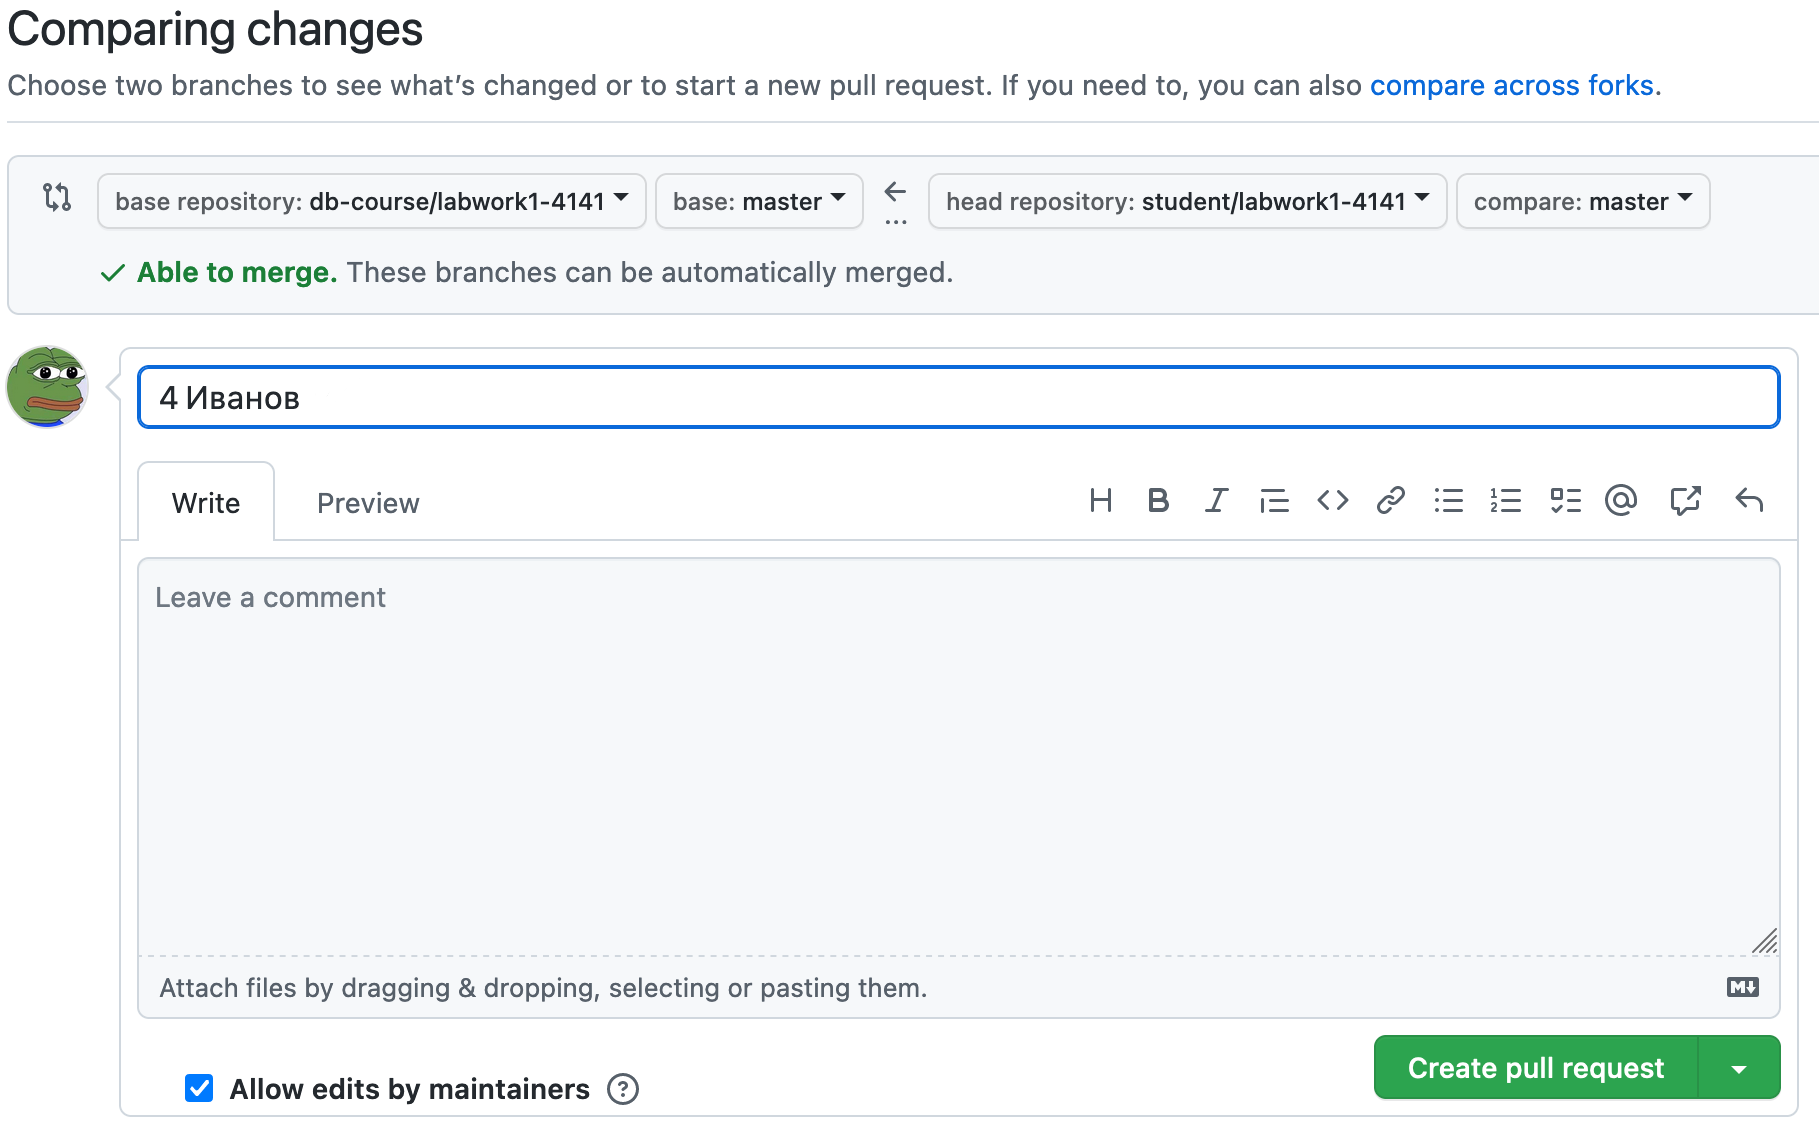 Comparing changes
Choose two branches to see what's changed or to start a new pull request. If you need to, you can also compare across forks.
base repository: db-course/labwork1-4141 base: master ... head repository: student/labwork1-4141 compare: master
Able to merge. These branches can be automatically merged.
4 Иванов
Write Preview
Leave a comment
Attach files by dragging & dropping, selecting or pasting them.
Create pull request
Allow edits by maintainers